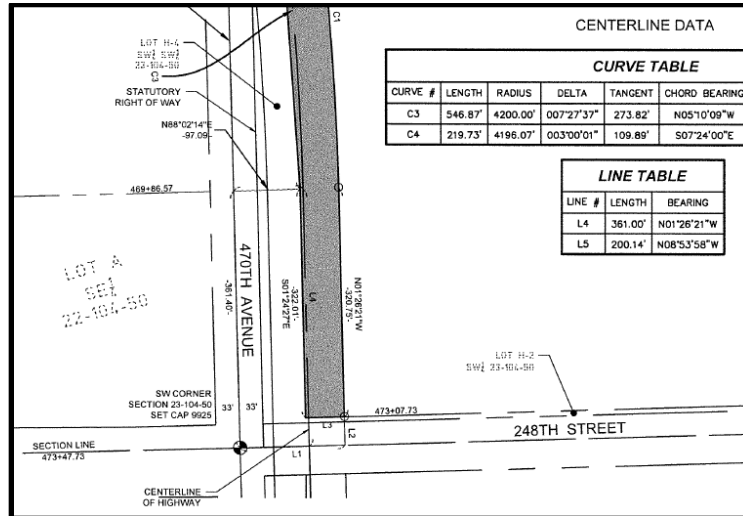 CENTERLINE DATA
CURVE TABLE
CURVE # LENGTH RADIUS DELTA TANGENT CHORD BEARING
C3 546.87' 4200.00' 007°27'37" 273.82' N05°10'09"W
C4 219.73' 4196.07' 003°00'01" 109.89' S07°24'00"E
LINE TABLE
LINE # LENGTH BEARING
L4 361.00' N01°26'21"W
L5 200.14' N08°53'58"W
C1
LOT H-4
SW¼ SW¼
23-104-50
C3
STATUTORY
RIGHT OF WAY
N88°02'14"E
-97.09-
469+86.57
LOT A
SE¼
22-104-50
470TH AVENUE
-361.40'-
-322.01'-
S01°24'27"E
L4
N01°26'21"W
-320.75'-
LOT H-2
SW¼ 23-104-50
SW CORNER
SECTION 23-104-50
SET CAP 9925
33' 33'
473+07.73
L3
L2
248TH STREET
SECTION LINE
473+47.73
L1
CENTERLINE
OF HIGHWAY